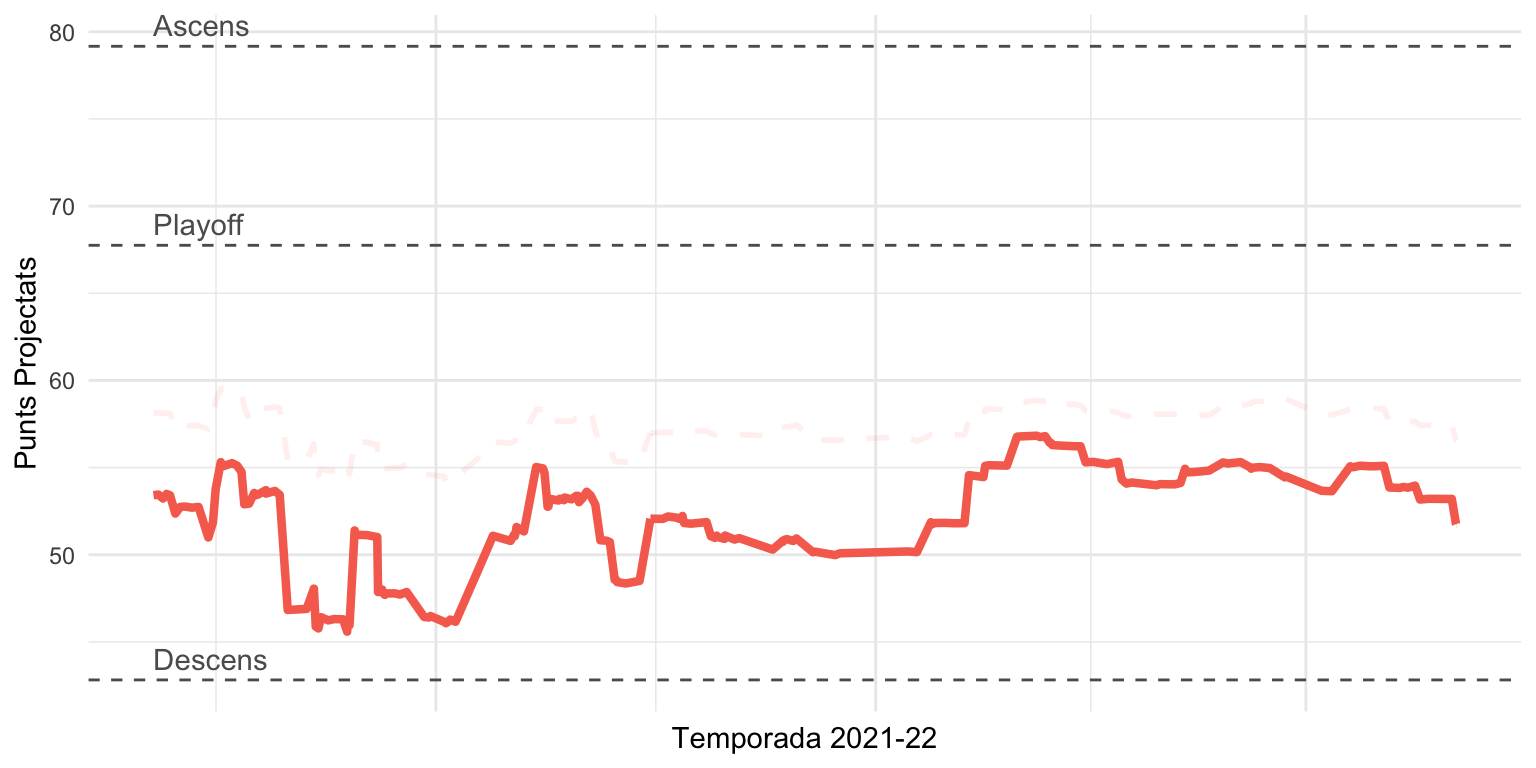 80
Ascens
70
Playoff
Punts Projectats
60
50
Descens
Temporada 2021-22